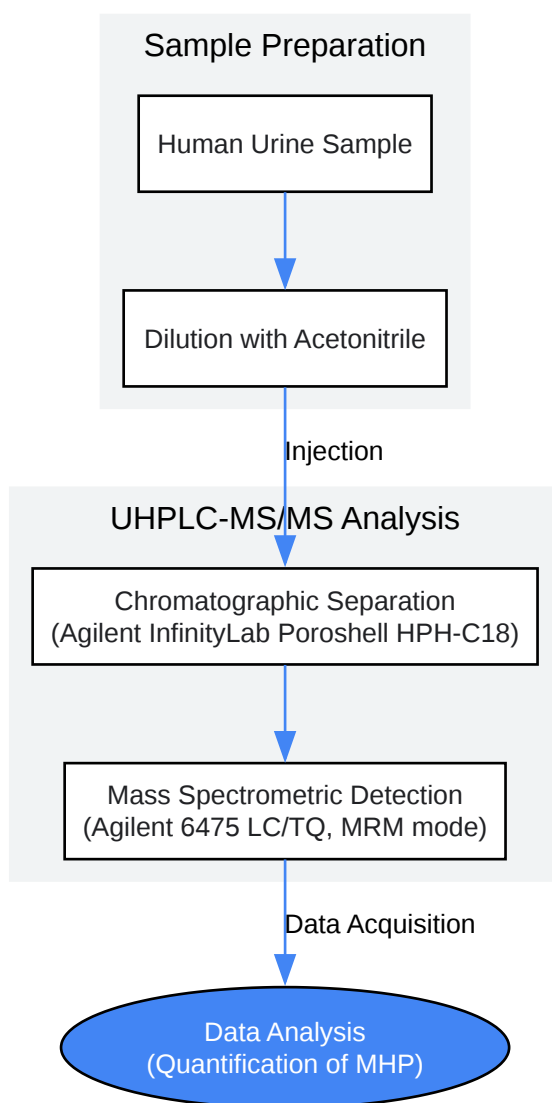 Sample Preparation
Human Urine Sample
Dilution with Acetonitrile
Injection
UHPLC-MS/MS Analysis
Chromatographic Separation
(Agilent InfinityLab Poroshell HPH-C18)
Mass Spectrometric Detection
(Agilent 6475 LC/TQ, MRM mode)
Data Acquisition
Data Analysis
(Quantification of MHP)